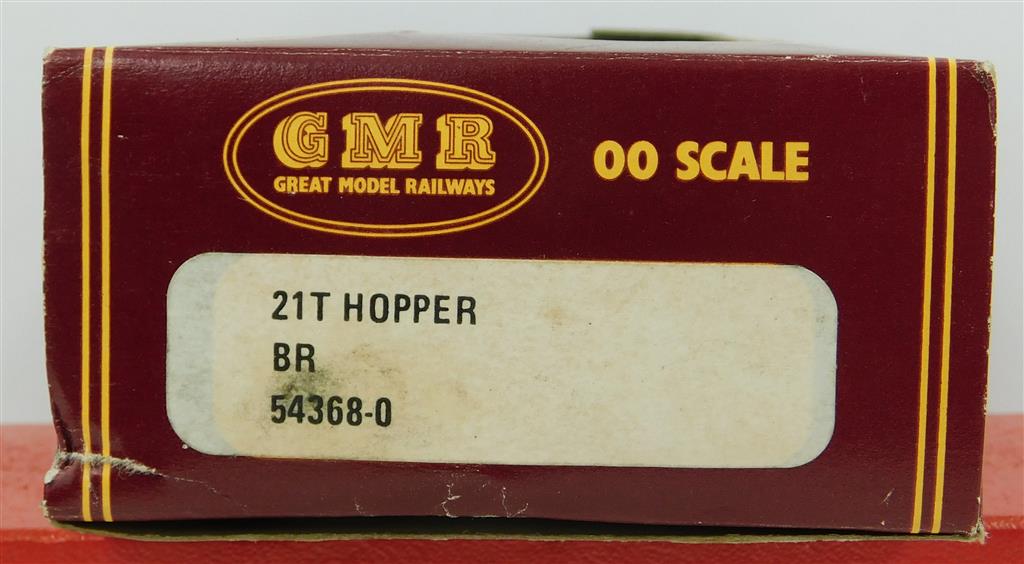 GMR
GREAT MODEL RAILWAYS
OO SCALE
21T HOPPER
BR
54368-0